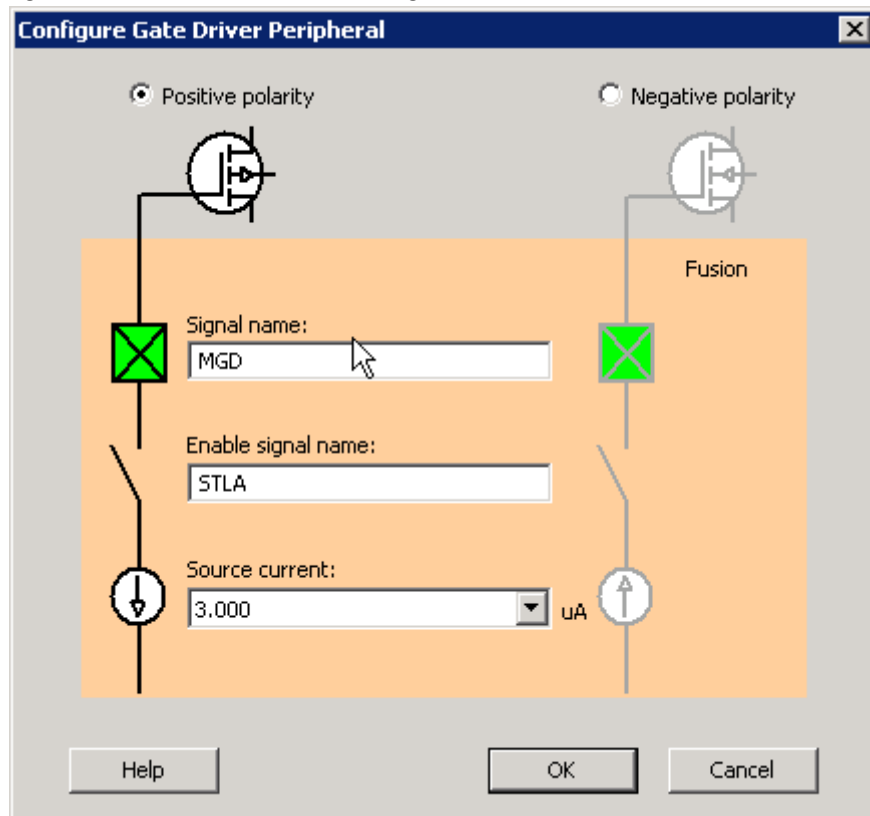 Configure Gate Driver Peripheral
Positive polarity
Negative polarity
Fusion
Signal name:
MGD
Enable signal name:
STLA
Source current:
3.000
uA
Help
OK
Cancel